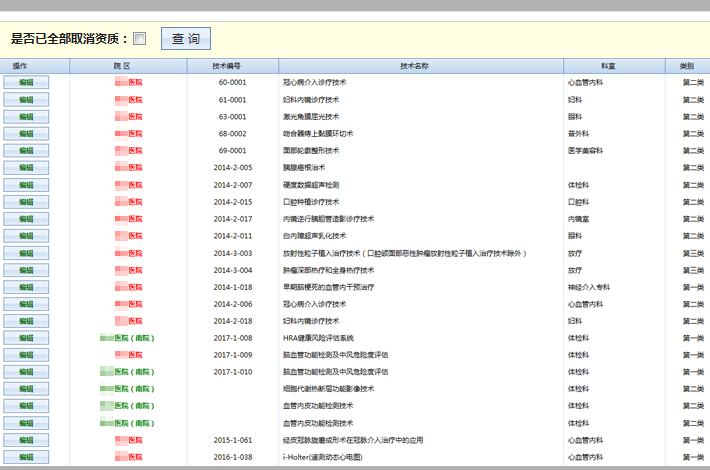 是否已全部取消资质： 查 询
操作 院 区 技术编号 技术名称 科室 类别
编辑 医院 60-0001 冠心病介入诊疗技术 心血管内科 第二类
编辑 医院 61-0001 妇科内镜诊疗技术 妇科 第二类
编辑 医院 63-0001 激光角膜屈光技术 眼科 第二类
编辑 医院 68-0002 吻合器痔上黏膜环切术 普外科 第二类
编辑 医院 69-0001 面部轮廓整形技术 医学美容科 第二类
编辑 医院 2014-2-005 胰腺癌根治术 第二类
编辑 医院 2014-2-007 硬度数据超声检测 体检科 第二类
编辑 医院 2014-2-015 口腔种植诊疗技术 口腔科 第二类
编辑 医院 2014-2-017 内镜逆行胰胆管造影诊疗技术 内镜室 第二类
编辑 医院 2014-2-011 白内障超声乳化技术 眼科 第二类
编辑 医院 2014-3-003 放射性粒子植入治疗技术（口腔颌面部恶性肿瘤放射性粒子植入治疗技术除外） 放疗 第三类
编辑 医院 2014-3-004 肿瘤深部热疗和全身热疗技术 放疗 第三类
编辑 医院 2014-1-018 早期脑梗死的血管内干预治疗 神经介入专科 第一类
编辑 医院 2014-2-006 冠心病介入诊疗技术 心血管内科 第二类
编辑 医院 2014-2-018 妇科内镜诊疗技术 妇科 第二类
编辑 医院（南院） 2017-1-008 HRA健康风险评估系统 体检科 第一类
编辑 医院 2017-1-009 脑血管功能检测及中风危险度评估 体检科 第一类
编辑 医院（南院） 2017-1-010 脑血管功能检测及中风危险度评估 体检科 第一类
编辑 医院（南院） 细胞代谢热断层功能影像技术 体检科 第二类
编辑 医院（南院） 血管内皮功能检测技术 体检科 第二类
编辑 医院（南院） 血管内皮功能检测技术 体检科 第二类
编辑 医院 2015-1-061 经皮冠脉旋磨成形术在冠脉介入治疗中的应用 心血管内科 第一类
编辑 医院 2016-1-038 i-Holter(遥测动态心电图) 心血管内科 第一类